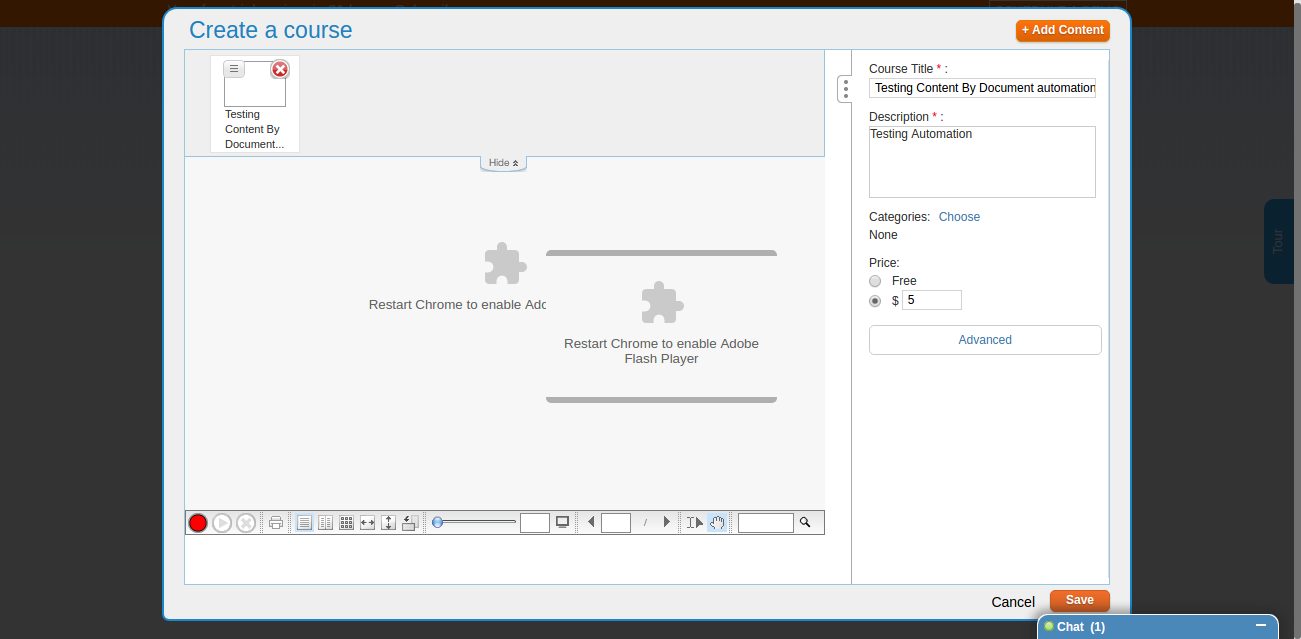 Create a course
+ Add Content
Testing
Content By
Document...
Hide
Restart Chrome to enable Ado
Restart Chrome to enable Adobe
Flash Player
Course Title * :
Testing Content By Document automation
Description * :
Testing Automation
Categories: Choose
None
Price:
Free
$ 5
Advanced
Tour
/
Cancel
Save
Chat (1)